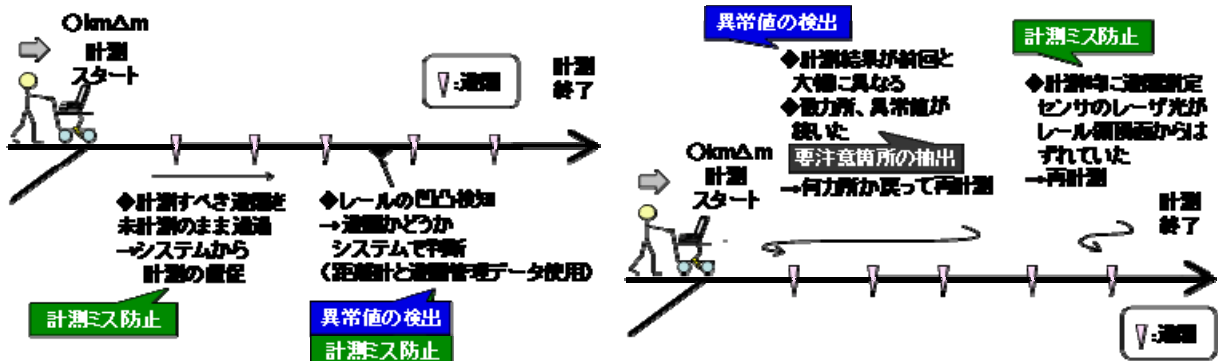 〇km△m
計測
スタート
:遊間
計測
終了
◆計測すべき遊間を
未計測のまま通過
→システムから
計測の催促
計測ミス防止
◆レールの凹凸検知
→遊間かどうか
システムで判断
(距離計と遊間管理データ使用)
異常値の検出
計測ミス防止
異常値の検出
◆計測結果が前回と
大幅に異なる
◆数カ所、異常値が
続いた
要注意箇所の抽出
→何カ所か戻って再計測
計測ミス防止
◆計測時に遊間測定
センサのレーザ光が
レール頭側面からは
ずれていた
→再計測
〇km△m
計測
スタート
計測
終了
:遊間